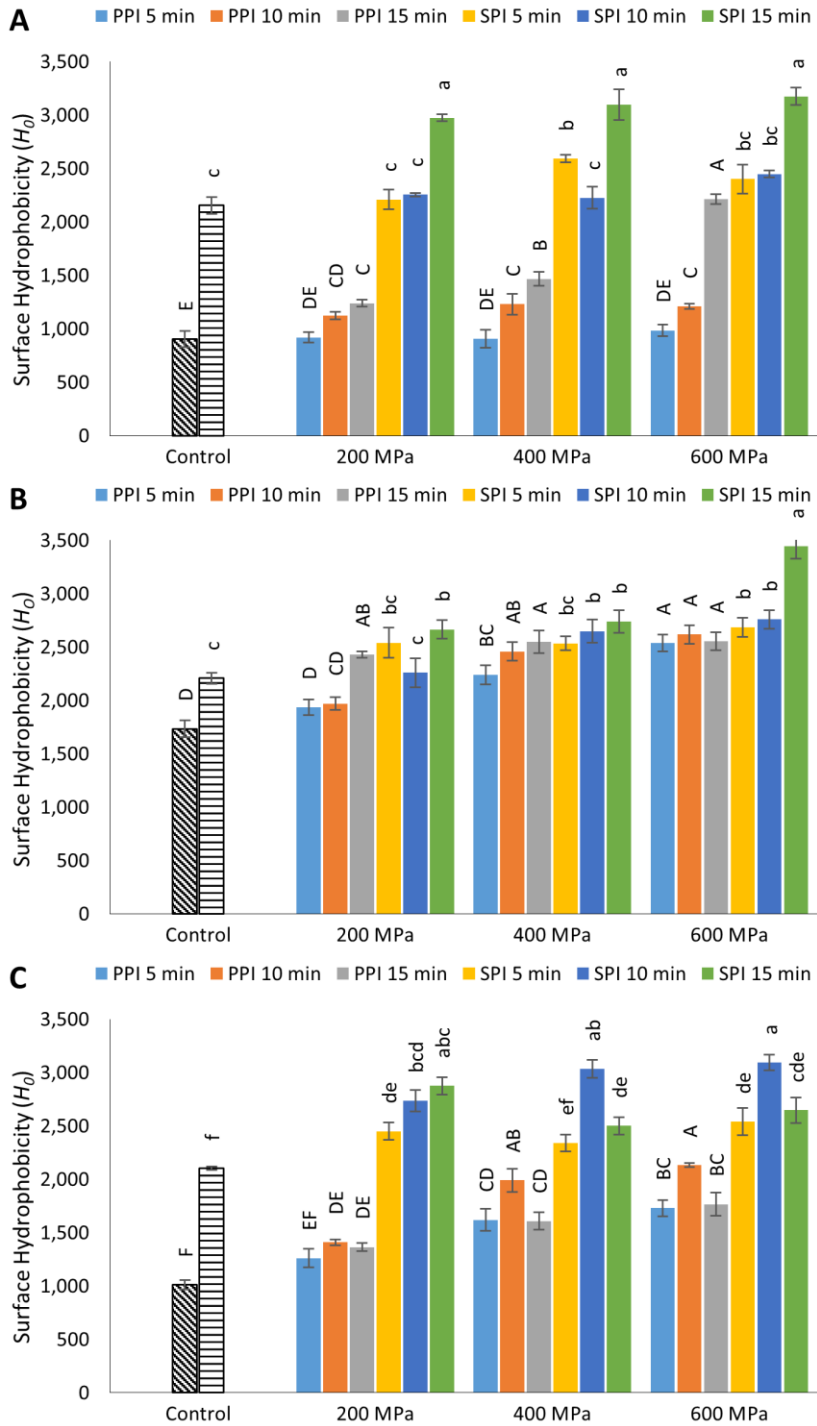 A
PPI 5 min PPI 10 min PPI 15 min SPI 5 min SPI 10 min SPI 15 min
Surface Hydrophobicity (H0)
3,500
3,000
2,500
2,000
1,500
1,000
500
0
E c
DE CD C c c a
DE C B b c a
DE C A bc bc a
Control 200 MPa 400 MPa 600 MPa
B
PPI 5 min PPI 10 min PPI 15 min SPI 5 min SPI 10 min SPI 15 min
Surface Hydrophobicity (HO)
3,500
3,000
2,500
2,000
1,500
1,000
500
0
D c
D CD AB bc c b
BC AB A bc b b
A A A b b a
Control 200 MPa 400 MPa 600 MPa
C
PPI 5 min PPI 10 min PPI 15 min SPI 5 min SPI 10 min SPI 15 min
Surface Hydrophobicity (H0)
3,500
3,000
2,500
2,000
1,500
1,000
500
0
F f
EF DE DE de bcd abc
CD AB CD ef ab de
BC A BC de a cde
Control 200 MPa 400 MPa 600 MPa